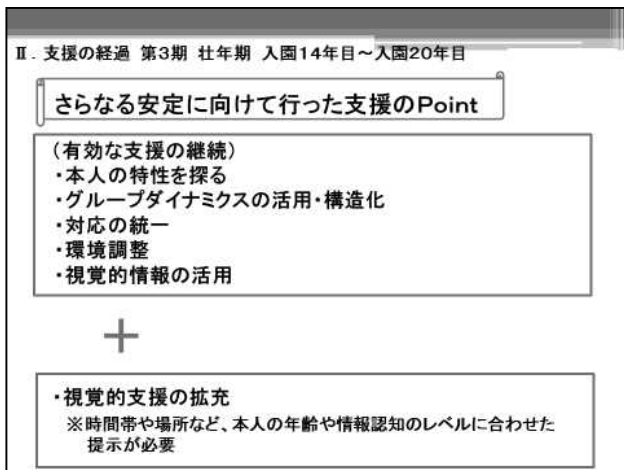 Ⅱ．支援の経過 第3期 壮年期 入園14年目～入園20年目
さらなる安定に向けて行った支援のPoint
（有効な支援の継続）
・本人の特性を探る
・グループダイナミクスの活用・構造化
・対応の統一
・環境調整
・視覚的情報の活用
＋
・視覚的支援の拡充
※時間帯や場所など、本人の年齢や情報認知のレベルに合わせた
提示が必要